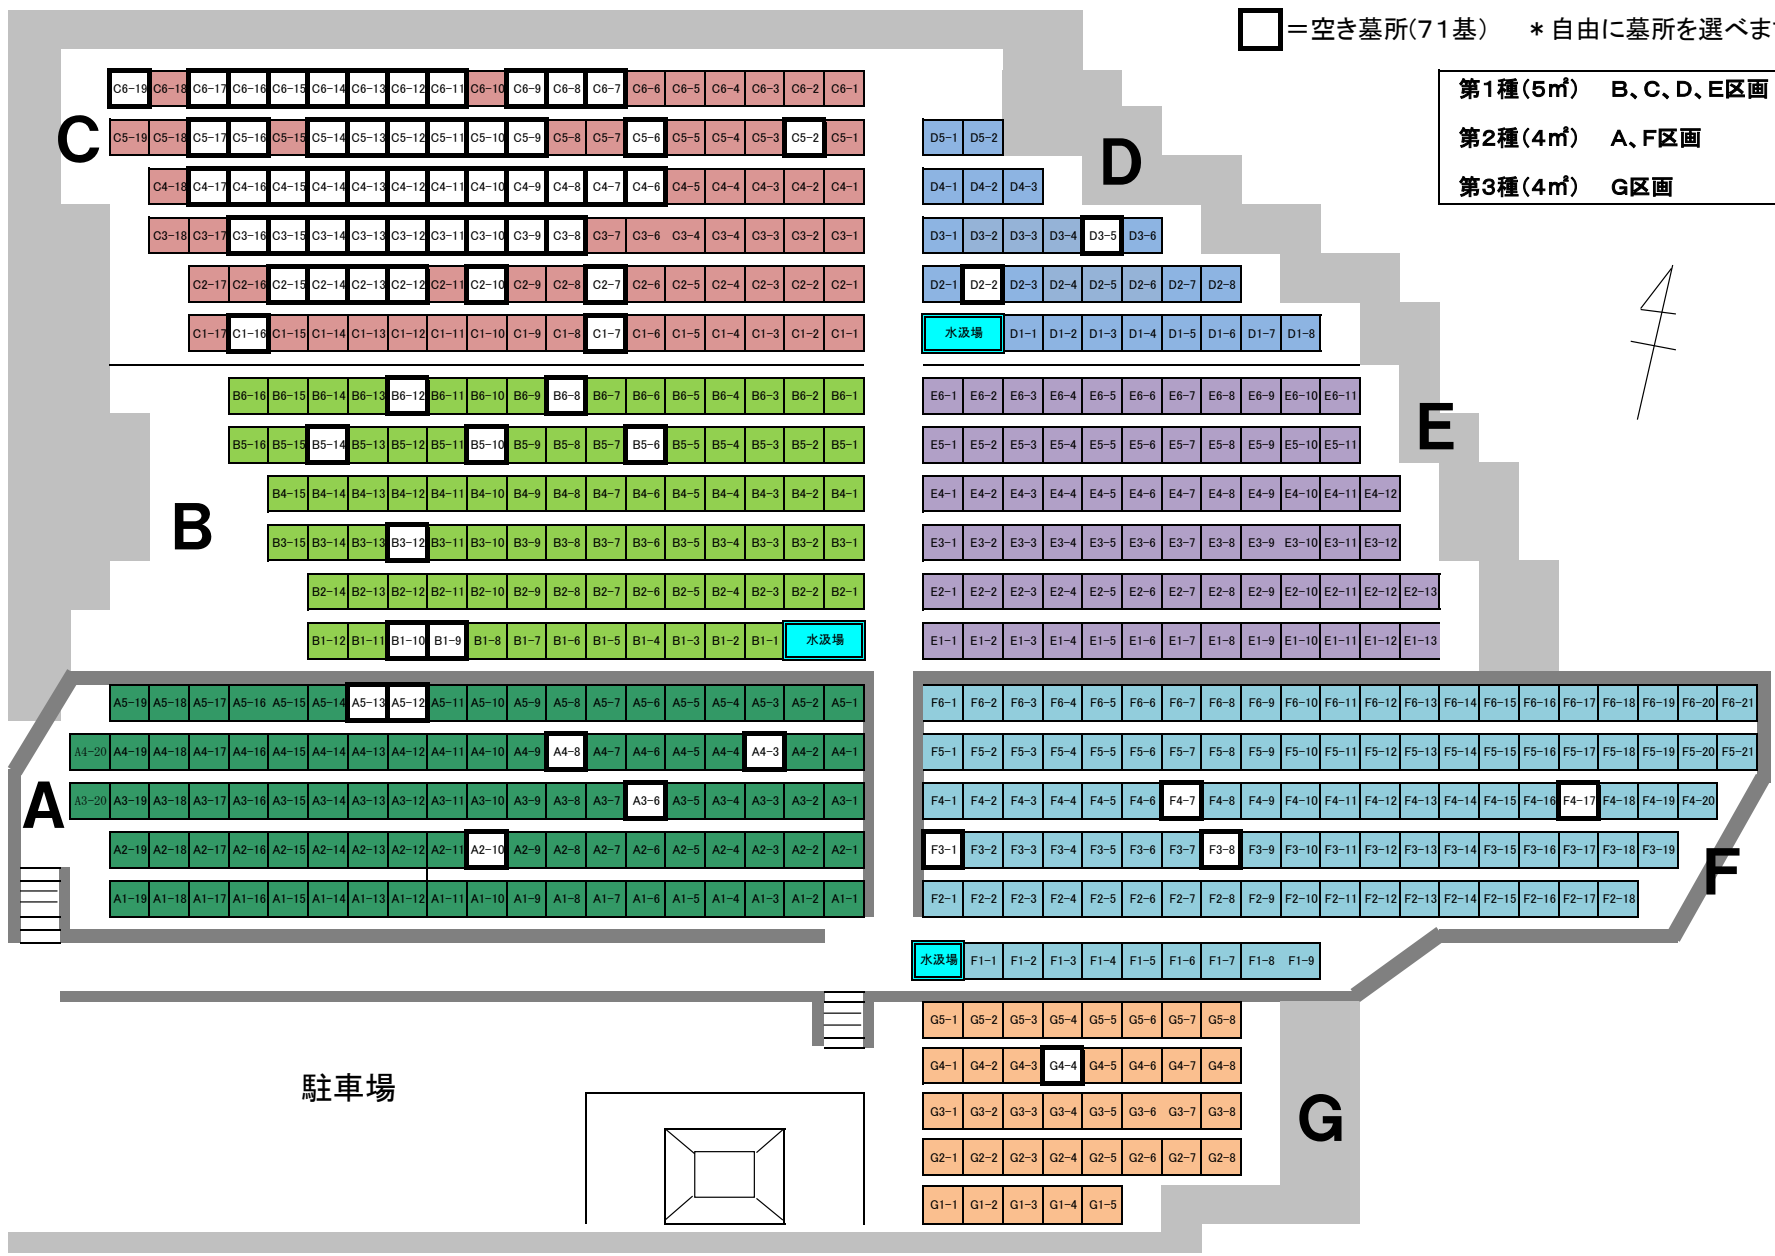 ＝空き墓所(71基)　＊自由に墓所を選べま
第1種(5㎡)　B、C、D、E区画
第2種(4㎡)　A、F区画
第3種(4㎡)　G区画
C6-19 C6-18 C6-17 C6-16 C6-15 C6-14 C6-13 C6-12 C6-11 C6-10 C6-9 C6-8 C6-7 C6-6 C6-5 C6-4 C6-3 C6-2 C6-1
C
C5-19 C5-18 C5-17 C5-16 C5-15 C5-14 C5-13 C5-12 C5-11 C5-10 C5-9 C5-8 C5-7 C5-6 C5-5 C5-4 C5-3 C5-2 C5-1
D5-1 D5-2
D
C4-18 C4-17 C4-16 C4-15 C4-14 C4-13 C4-12 C4-11 C4-10 C4-9 C4-8 C4-7 C4-6 C4-5 C4-4 C4-3 C4-2 C4-1
D4-1 D4-2 D4-3
C3-18 C3-17 C3-16 C3-15 C3-14 C3-13 C3-12 C3-11 C3-10 C3-9 C3-8 C3-7 C3-6 C3-4 C3-4 C3-3 C3-2 C3-1
D3-1 D3-2 D3-3 D3-4 D3-5 D3-6
C2-17 C2-16 C2-15 C2-14 C2-13 C2-12 C2-11 C2-10 C2-9 C2-8 C2-7 C2-6 C2-5 C2-4 C2-3 C2-2 C2-1
D2-1 D2-2 D2-3 D2-4 D2-5 D2-6 D2-7 D2-8
C1-17 C1-16 C1-15 C1-14 C1-13 C1-12 C1-11 C1-10 C1-9 C1-8 C1-7 C1-6 C1-5 C1-4 C1-3 C1-2 C1-1
水汲場 D1-1 D1-2 D1-3 D1-4 D1-5 D1-6 D1-7 D1-8
B6-16 B6-15 B6-14 B6-13 B6-12 B6-11 B6-10 B6-9 B6-8 B6-7 B6-6 B6-5 B6-4 B6-3 B6-2 B6-1
E6-1 E6-2 E6-3 E6-4 E6-5 E6-6 E6-7 E6-8 E6-9 E6-10 E6-11
E
B5-16 B5-15 B5-14 B5-13 B5-12 B5-11 B5-10 B5-9 B5-8 B5-7 B5-6 B5-5 B5-4 B5-3 B5-2 B5-1
E5-1 E5-2 E5-3 E5-4 E5-5 E5-6 E5-7 E5-8 E5-9 E5-10 E5-11
B4-15 B4-14 B4-13 B4-12 B4-11 B4-10 B4-9 B4-8 B4-7 B4-6 B4-5 B4-4 B4-3 B4-2 B4-1
E4-1 E4-2 E4-3 E4-4 E4-5 E4-6 E4-7 E4-8 E4-9 E4-10 E4-11 E4-12
B
B3-15 B3-14 B3-13 B3-12 B3-11 B3-10 B3-9 B3-8 B3-7 B3-6 B3-5 B3-4 B3-3 B3-2 B3-1
E3-1 E3-2 E3-3 E3-4 E3-5 E3-6 E3-7 E3-8 E3-9 E3-10 E3-11 E3-12
B2-14 B2-13 B2-12 B2-11 B2-10 B2-9 B2-8 B2-7 B2-6 B2-5 B2-4 B2-3 B2-2 B2-1
E2-1 E2-2 E2-3 E2-4 E2-5 E2-6 E2-7 E2-8 E2-9 E2-10 E2-11 E2-12 E2-13
B1-12 B1-11 B1-10 B1-9 B1-8 B1-7 B1-6 B1-5 B1-4 B1-3 B1-2 B1-1 水汲場
E1-1 E1-2 E1-3 E1-4 E1-5 E1-6 E1-7 E1-8 E1-9 E1-10 E1-11 E1-12 E1-13
A5-19 A5-18 A5-17 A5-16 A5-15 A5-14 A5-13 A5-12 A5-11 A5-10 A5-9 A5-8 A5-7 A5-6 A5-5 A5-4 A5-3 A5-2 A5-1
F6-1 F6-2 F6-3 F6-4 F6-5 F6-6 F6-7 F6-8 F6-9 F6-10 F6-11 F6-12 F6-13 F6-14 F6-15 F6-16 F6-17 F6-18 F6-19 F6-20 F6-21
A4-20 A4-19 A4-18 A4-17 A4-16 A4-15 A4-14 A4-13 A4-12 A4-11 A4-10 A4-9 A4-8 A4-7 A4-6 A4-5 A4-4 A4-3 A4-2 A4-1
F5-1 F5-2 F5-3 F5-4 F5-5 F5-6 F5-7 F5-8 F5-9 F5-10 F5-11 F5-12 F5-13 F5-14 F5-15 F5-16 F5-17 F5-18 F5-19 F5-20 F5-21
A
A3-20 A3-19 A3-18 A3-17 A3-16 A3-15 A3-14 A3-13 A3-12 A3-11 A3-10 A3-9 A3-8 A3-7 A3-6 A3-5 A3-4 A3-3 A3-2 A3-1
F4-1 F4-2 F4-3 F4-4 F4-5 F4-6 F4-7 F4-8 F4-9 F4-10 F4-11 F4-12 F4-13 F4-14 F4-15 F4-16 F4-17 F4-18 F4-19 F4-20
A2-19 A2-18 A2-17 A2-16 A2-15 A2-14 A2-13 A2-12 A2-11 A2-10 A2-9 A2-8 A2-7 A2-6 A2-5 A2-4 A2-3 A2-2 A2-1
F3-1 F3-2 F3-3 F3-4 F3-5 F3-6 F3-7 F3-8 F3-9 F3-10 F3-11 F3-12 F3-13 F3-14 F3-15 F3-16 F3-17 F3-18 F3-19
F
A1-19 A1-18 A1-17 A1-16 A1-15 A1-14 A1-13 A1-12 A1-11 A1-10 A1-9 A1-8 A1-7 A1-6 A1-5 A1-4 A1-3 A1-2 A1-1
F2-1 F2-2 F2-3 F2-4 F2-5 F2-6 F2-7 F2-8 F2-9 F2-10 F2-11 F2-12 F2-13 F2-14 F2-15 F2-16 F2-17 F2-18
水汲場 F1-1 F1-2 F1-3 F1-4 F1-5 F1-6 F1-7 F1-8 F1-9
G5-1 G5-2 G5-3 G5-4 G5-5 G5-6 G5-7 G5-8
G4-1 G4-2 G4-3 G4-4 G4-5 G4-6 G4-7 G4-8
駐車場
G3-1 G3-2 G3-3 G3-4 G3-5 G3-6 G3-7 G3-8
G
G2-1 G2-2 G2-3 G2-4 G2-5 G2-6 G2-7 G2-8
G1-1 G1-2 G1-3 G1-4 G1-5